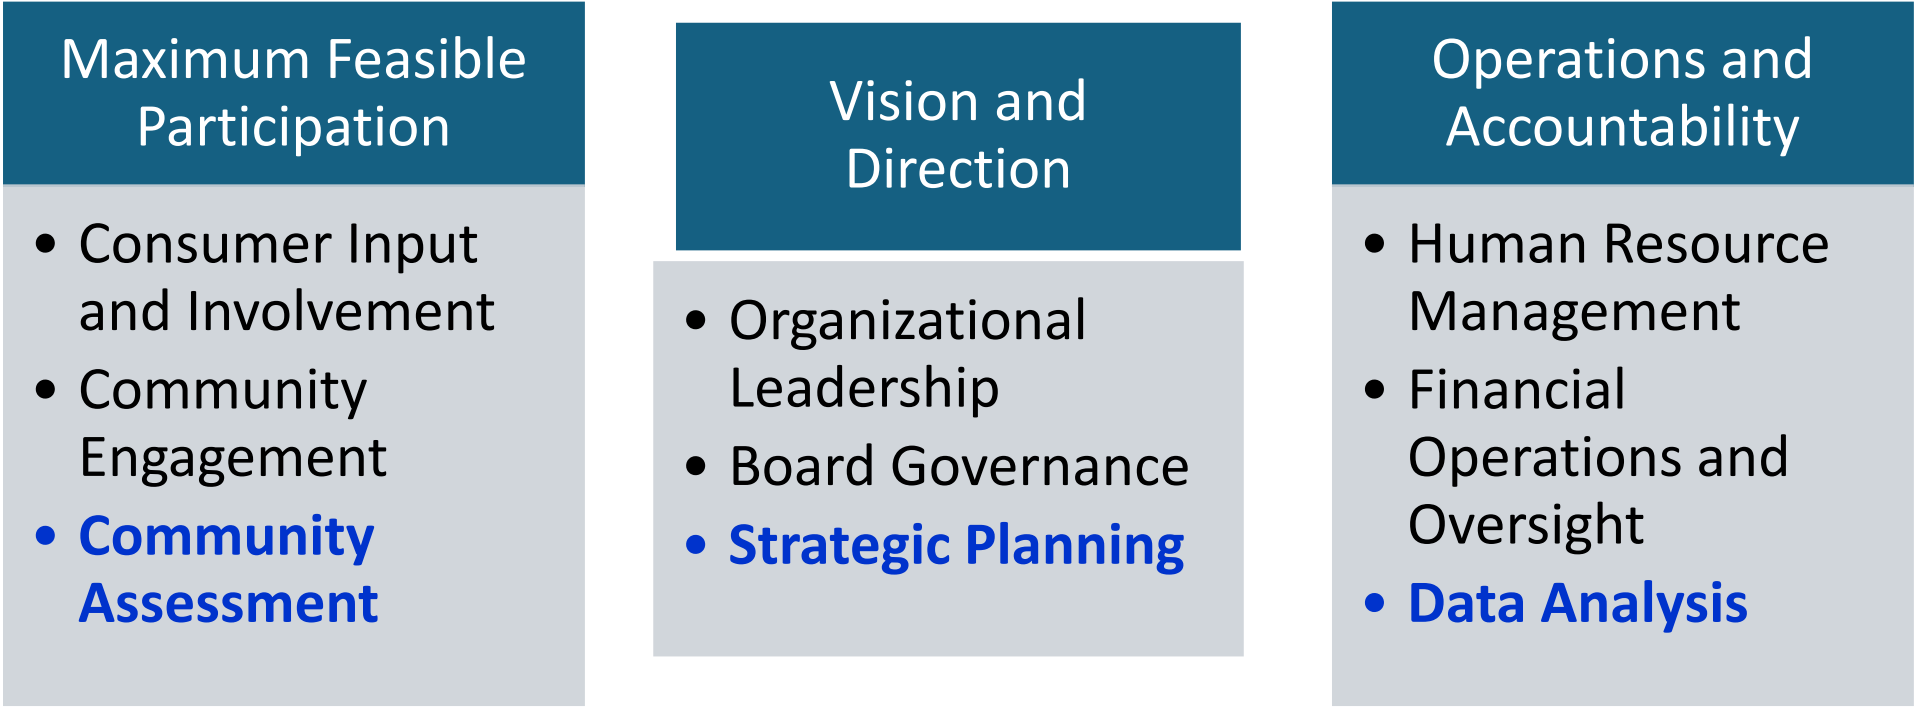 Maximum Feasible
Participation
• Consumer Input
and Involvement
• Community
Engagement
• Community
Assessment
Vision and
Direction
• Organizational
Leadership
• Board Governance
• Strategic Planning
Operations and
Accountability
• Human Resource
Management
• Financial
Operations and
Oversight
• Data Analysis